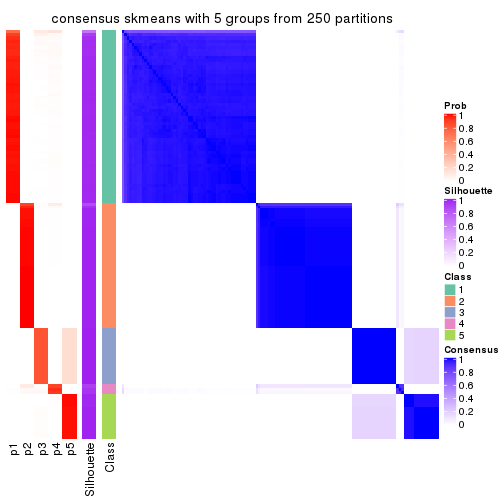 consensus skmeans with 5 groups from 250 partitions
Prob
1
0.8
0.6
0.4
0.2
0
Silhouette
1
0.8
0.6
0.4
0.2
0
Class
1
2
3
4
5
Consensus
1
0.8
0.6
0.4
0.2
0
p1
p2
p3
p4
p5
Silhouette
Class